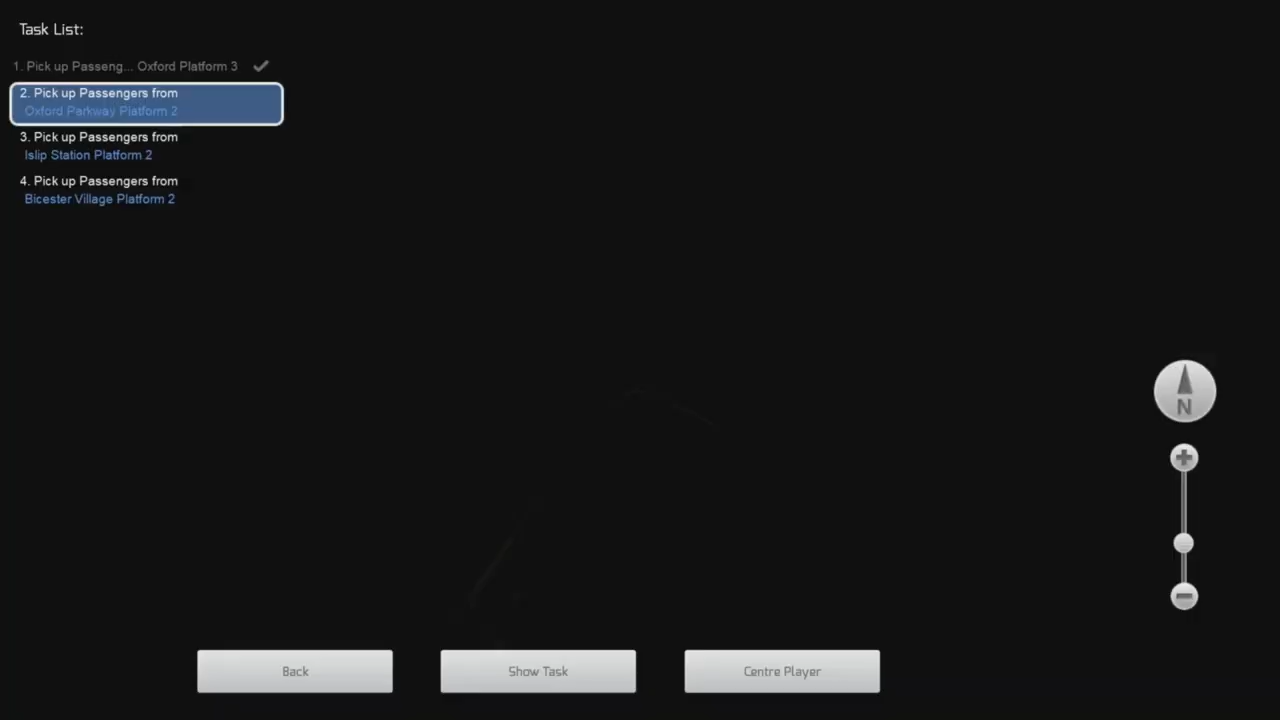 Task List:
1. Pick up Passeng... Oxford Platform 3
2. Pick up Passengers from
Oxford Parkway Platform 2
3. Pick up Passengers from
Islip Station Platform 2
4. Pick up Passengers from
Bicester Village Platform 2
N
Back
Show Task
Centre Player